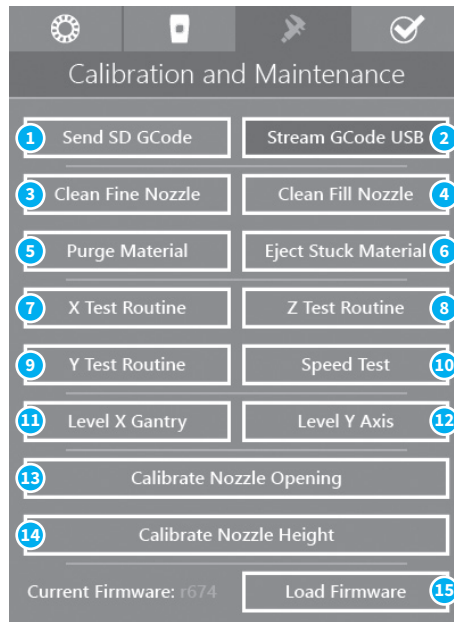 Calibration and Maintenance
1 Send SD GCode
Stream GCode USB 2
3 Clean Fine Nozzle
Clean Fill Nozzle 4
5 Purge Material
Eject Stuck Material 6
7 X Test Routine
Z Test Routine 8
9 Y Test Routine
Speed Test 10
11 Level X Gantry
Level Y Axis 12
13 Calibrate Nozzle Opening
14 Calibrate Nozzle Height
Current Firmware: r674
Load Firmware 15